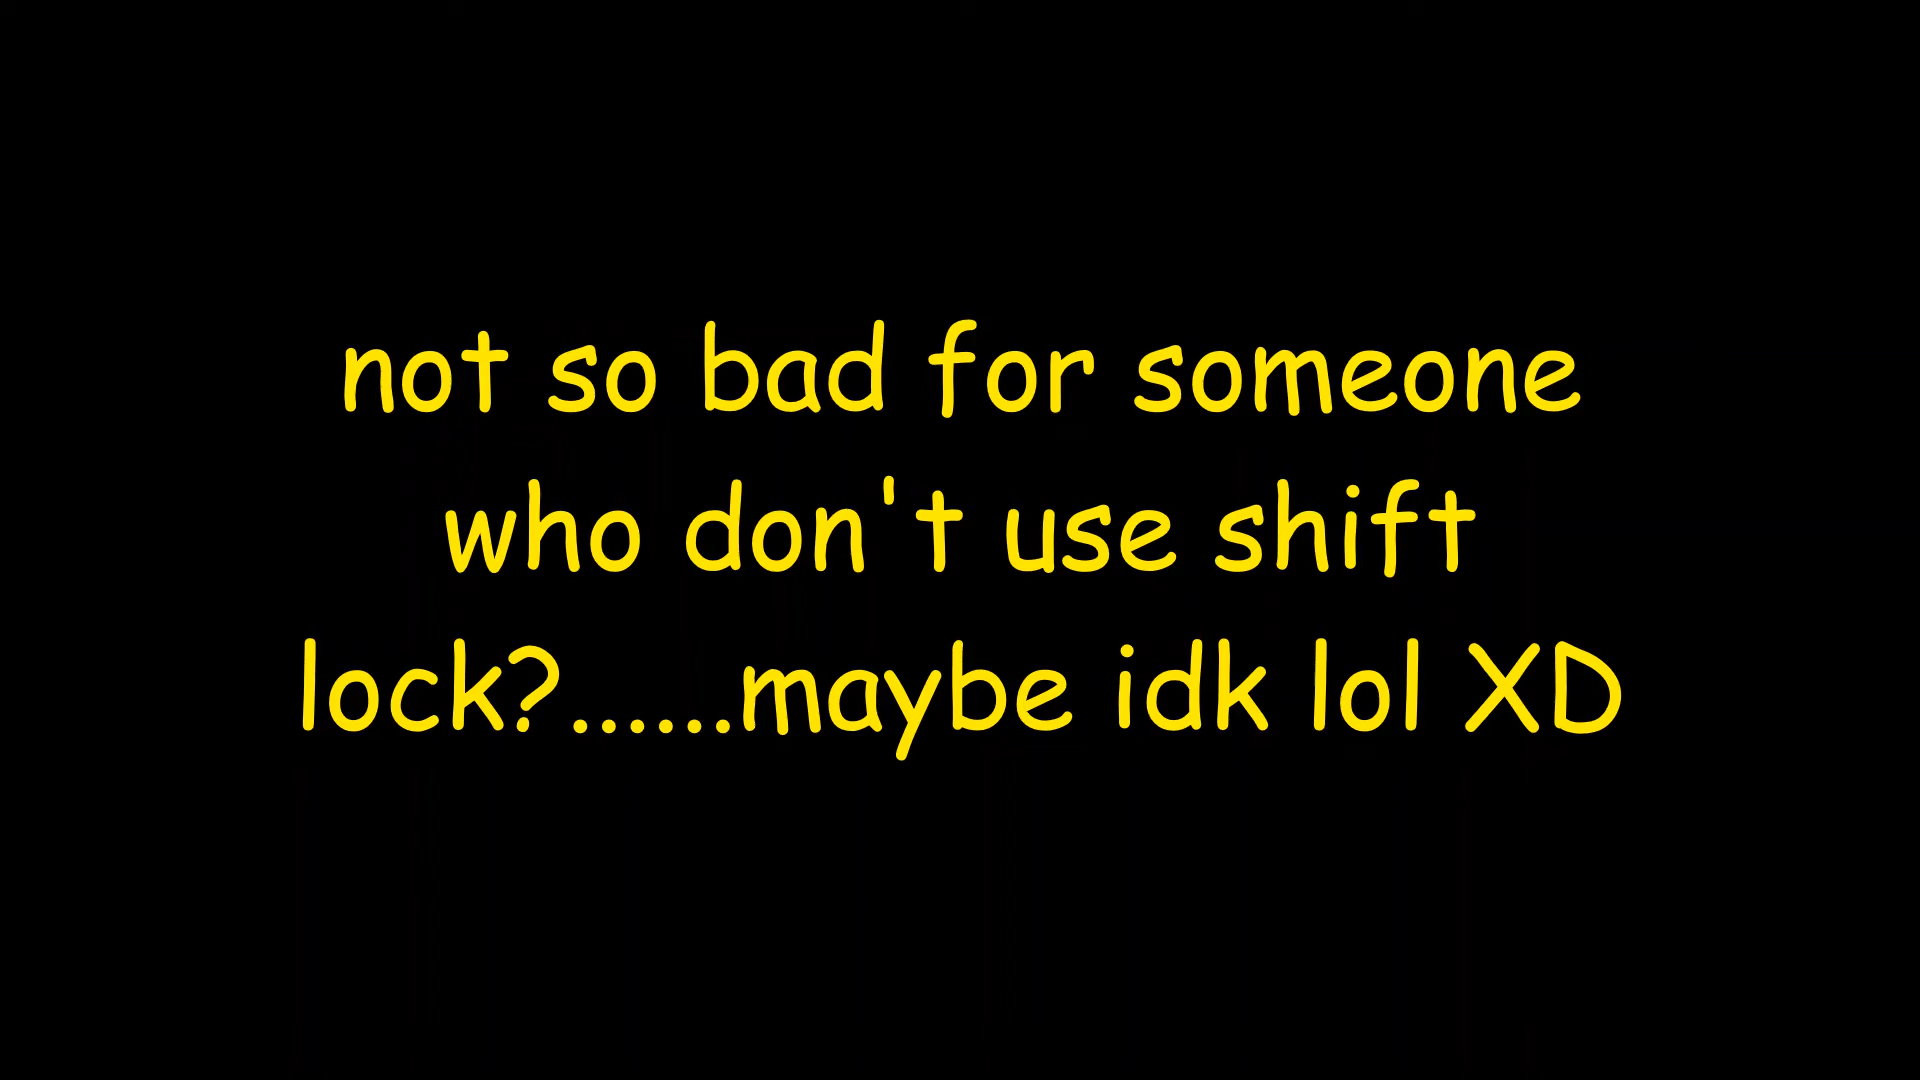 not so bad for someone
who don't use shift
lock?......maybe idk lol XD